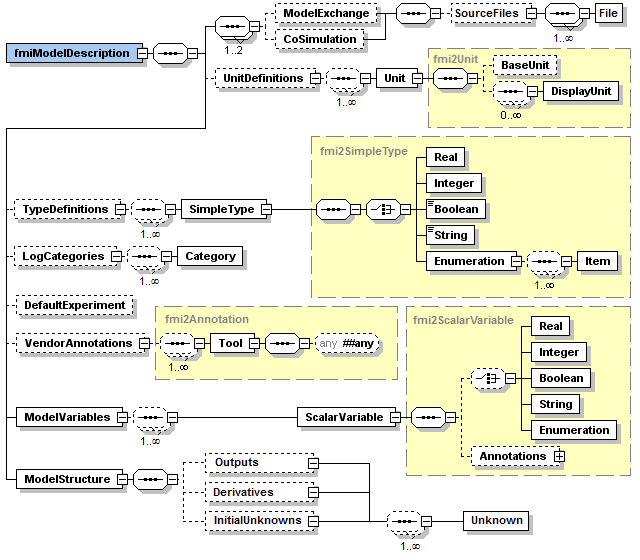 ModelExchange
SourceFiles
File
CoSimulation
1..2
1..∞
fmiModelDescription
fmi2Unit
UnitDefinitions
1..∞
Unit
BaseUnit
DisplayUnit
0..∞
fmi2SimpleType
Real
Integer
TypeDefinitions
1..∞
SimpleType
Boolean
String
LogCategories
1..∞
Category
Enumeration
1..∞
Item
DefaultExperiment
fmi2Annotation
fmi2ScalarVariable
VendorAnnotations
1..∞
Tool
any ##any
Real
Integer
Boolean
String
Enumeration
ModelVariables
1..∞
ScalarVariable
Annotations
ModelStructure
Outputs
Derivatives
InitialUnknowns
1..∞
Unknown